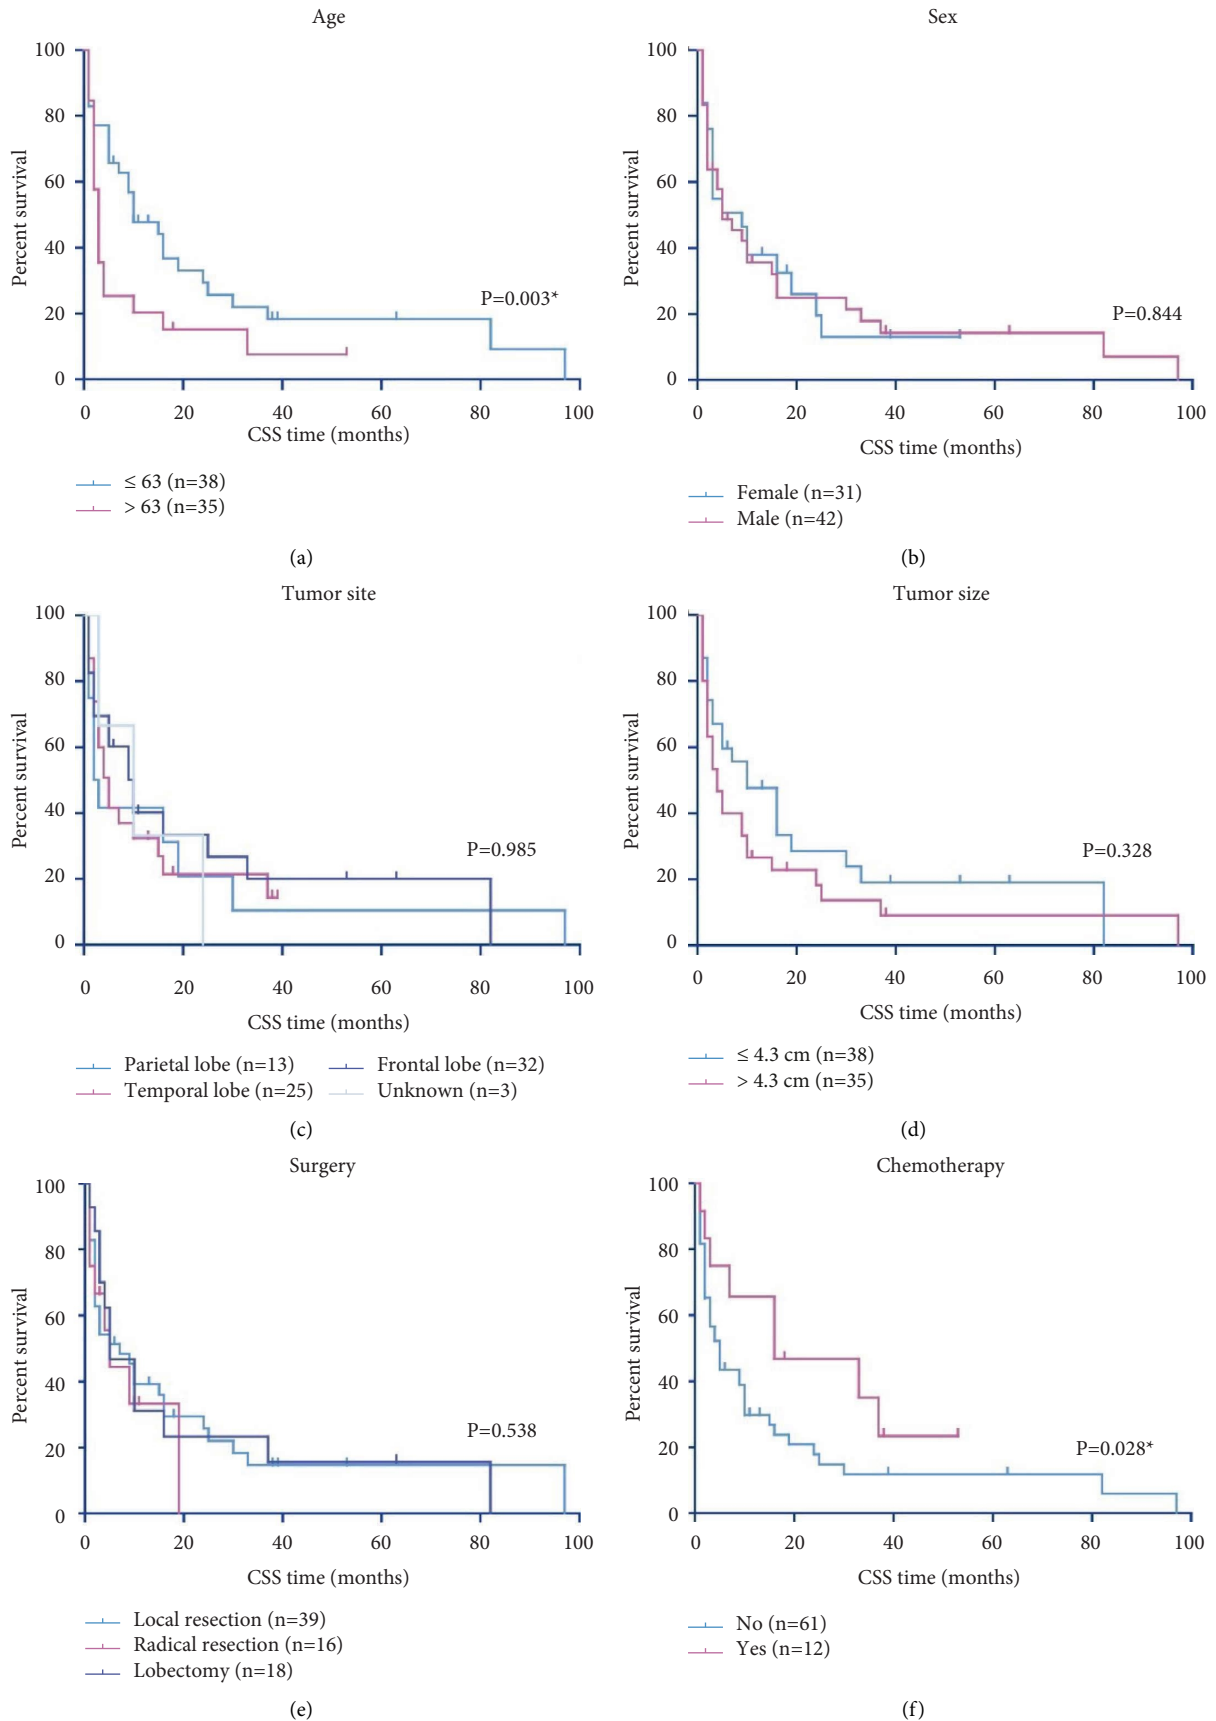 Age
100
80
60
40
20
0
Percent survival
P=0.003*
0 20 40 60 80 100
CSS time (months)
≤ 63 (n=38)
> 63 (n=35)
(a)
Sex
100
80
60
40
20
0
Percent survival
P=0.844
0 20 40 60 80 100
CSS time (months)
Female (n=31)
Male (n=42)
(b)
Tumor site
100
80
60
40
20
0
Percent survival
P=0.985
0 20 40 60 80 100
CSS time (months)
Parietal lobe (n=13) Frontal lobe (n=32)
Temporal lobe (n=25) Unknown (n=3)
(c)
Tumor size
100
80
60
40
20
0
Percent survival
P=0.328
0 20 40 60 80 100
CSS time (months)
≤ 4.3 cm (n=38)
> 4.3 cm (n=35)
(d)
Surgery
100
80
60
40
20
0
Percent survival
P=0.538
0 20 40 60 80 100
CSS time (months)
Local resection (n=39)
Radical resection (n=16)
Lobectomy (n=18)
(e)
Chemotherapy
100
80
60
40
20
0
Percent survival
P=0.028*
0 20 40 60 80 100
CSS time (months)
No (n=61)
Yes (n=12)
(f)